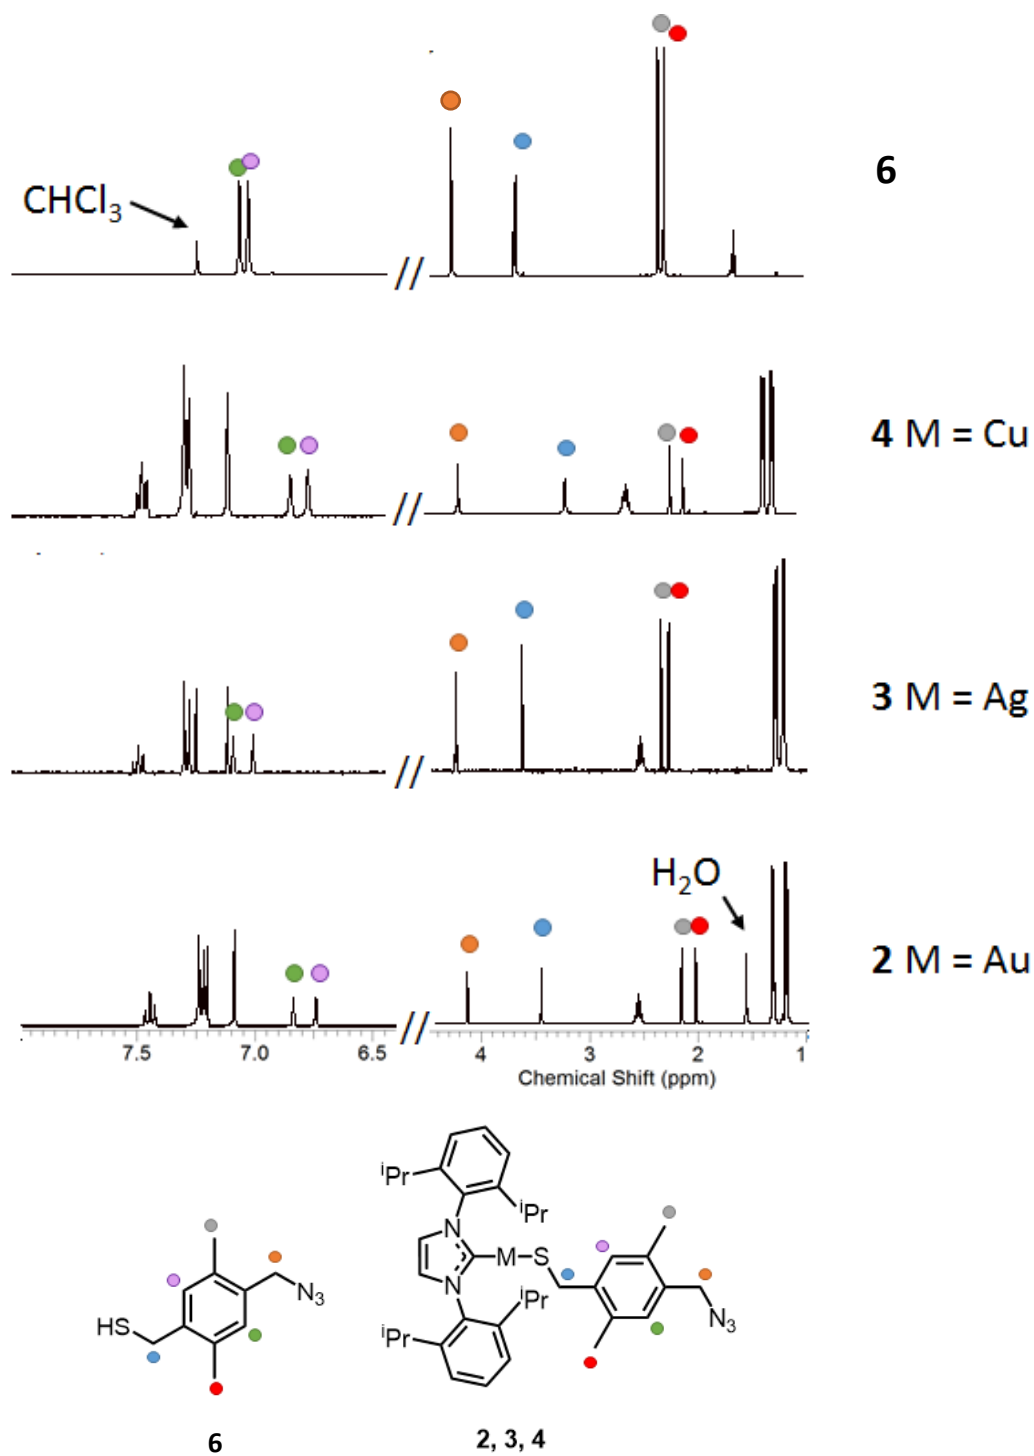 6
CHCl₃
//
4 M = Cu
//
3 M = Ag
//
H₂O
2 M = Au
//
7.5 7.0 6.5 4 3 2 1
Chemical Shift (ppm)
ⁱPr
ⁱPr
N
M S
N
N₃
HS
ⁱPr
ⁱPr
N₃
6
2, 3, 4